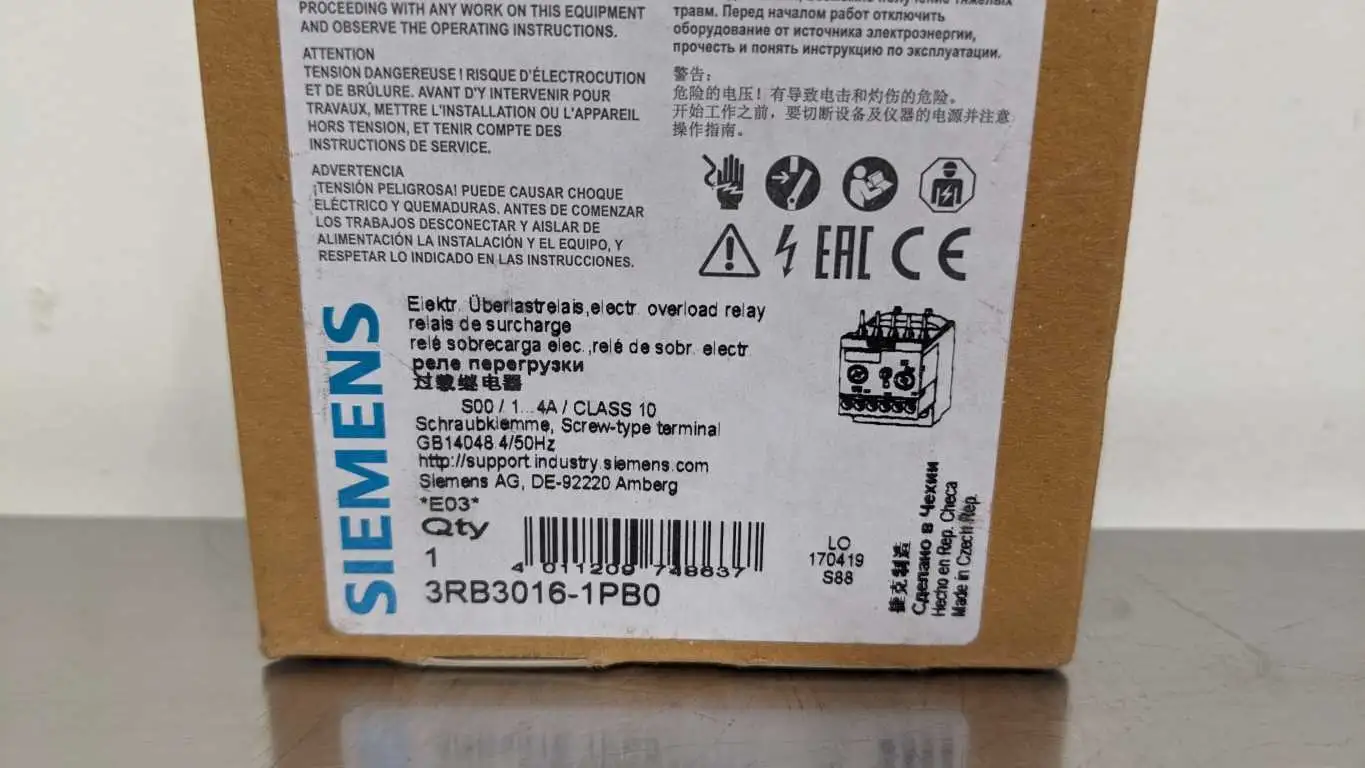 PROCEEDING WITH ANY WORK ON THIS EQUIPMENT
AND OBSERVE THE OPERATING INSTRUCTIONS.
ATTENTION
TENSION DANGEREUSE ! RISQUE D'ÉLECTROCUTION
ET DE BRÛLURE. AVANT D'Y INTERVENIR POUR
TRAVAUX, METTRE L'INSTALLATION OU L'APPAREIL
HORS TENSION, ET TENIR COMPTE DES
INSTRUCTIONS DE SERVICE.
ADVERTENCIA
¡TENSIÓN PELIGROSA! PUEDE CAUSAR CHOQUE
ELÉCTRICO Y QUEMADURAS. ANTES DE COMENZAR
LOS TRABAJOS DESCONECTAR Y AISLAR DE
ALIMENTACIÓN LA INSTALACIÓN Y EL EQUIPO, Y
RESPETAR LO INDICADO EN LAS INSTRUCCIONES.
травм. Перед началом работ отключить
оборудование от источника электроэнергии,
прочесть и понять инструкцию по эксплуатации.
警告：
危险的电压！有导致电击和灼伤的危险。
开始工作之前，要切断设备及仪器的电源并注意
操作指南。
EAC CE
SIEMENS
Elektr. Überlastrelais,electr. overload relay
relais de surcharge
relé sobrecarga elec.,relé de sobr. electr.
реле перегрузки
过载继电器
S00 / 1...4A / CLASS 10
Schraubklemme, Screw-type terminal
GB14048.4/50Hz
http://support.industry.siemens.com
Siemens AG, DE-92220 Amberg
*E03*
Qty
1
4 011209 748637
3RB3016-1PB0
LO
170419
S88
捷克制造
Сделано в Чехии
Hecho en Rep. Checa
Made in Czech Rep.